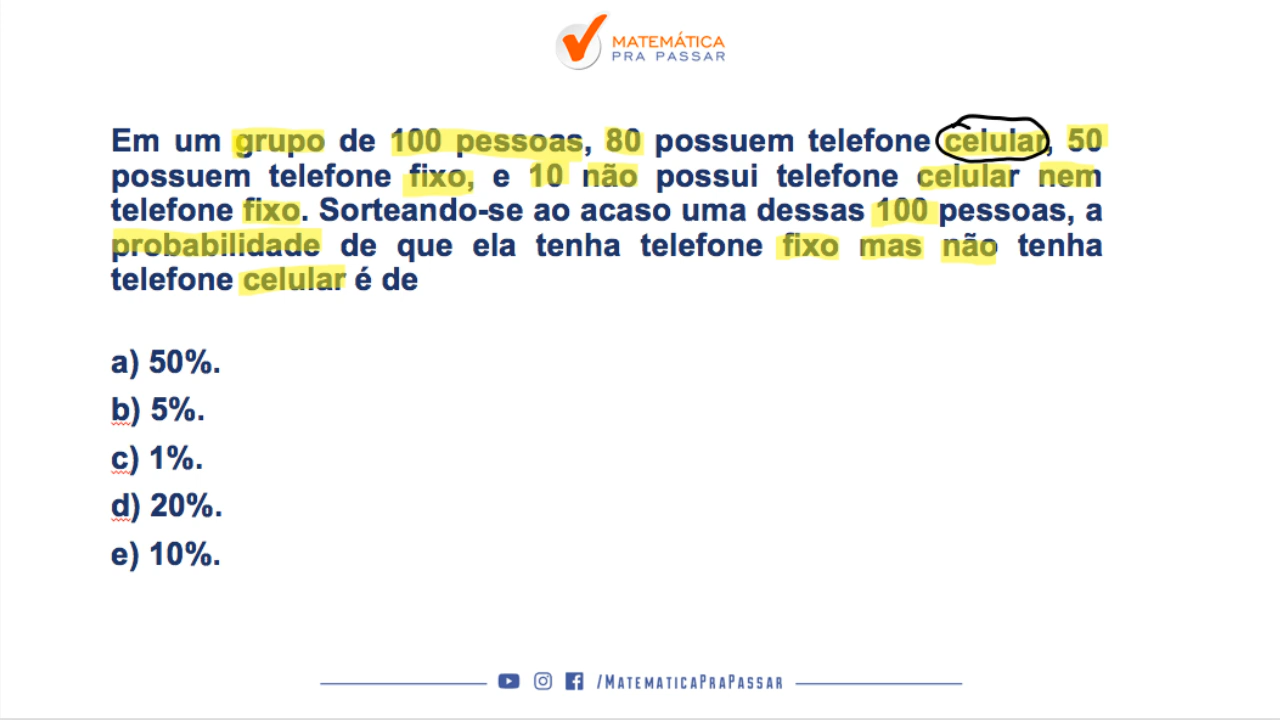 MATEMÁTICA
PRA PASSAR
Em um grupo de 100 pessoas, 80 possuem telefone celular, 50
possuem telefone fixo, e 10 não possui telefone celular nem
telefone fixo. Sorteando-se ao acaso uma dessas 100 pessoas, a
probabilidade de que ela tenha telefone fixo mas não tenha
telefone celular é de
a) 50%.
b) 5%.
c) 1%.
d) 20%.
e) 10%.
/MATEMATICAPRAPASSAR